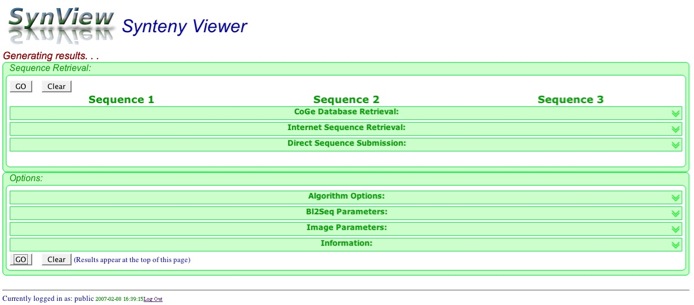 SynView Synteny Viewer
Generating results. . .
Sequence Retrieval:
GO Clear
Sequence 1 Sequence 2 Sequence 3
CoGe Database Retrieval:
Internet Sequence Retrieval:
Direct Sequence Submission:
Options:
Algorithm Options:
Bl2Seq Parameters:
Image Parameters:
Information:
GO Clear (Results appear at the top of this page)
Currently logged in as: public 2007-02-08 16:39:15 Log Out